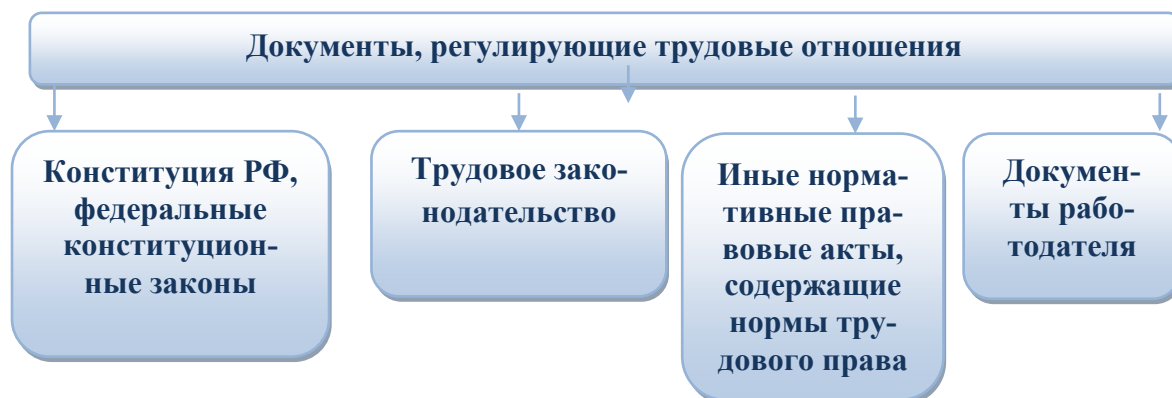 Документы, регулирующие трудовые отношения
Конституция РФ,
федеральные
конституцион-
ные законы
Трудовое зако-
нодательство
Иные норма-
тивные пра-
вовые акты,
содержащие
нормы тру-
дового права
Докумен-
ты рабо-
тодателя